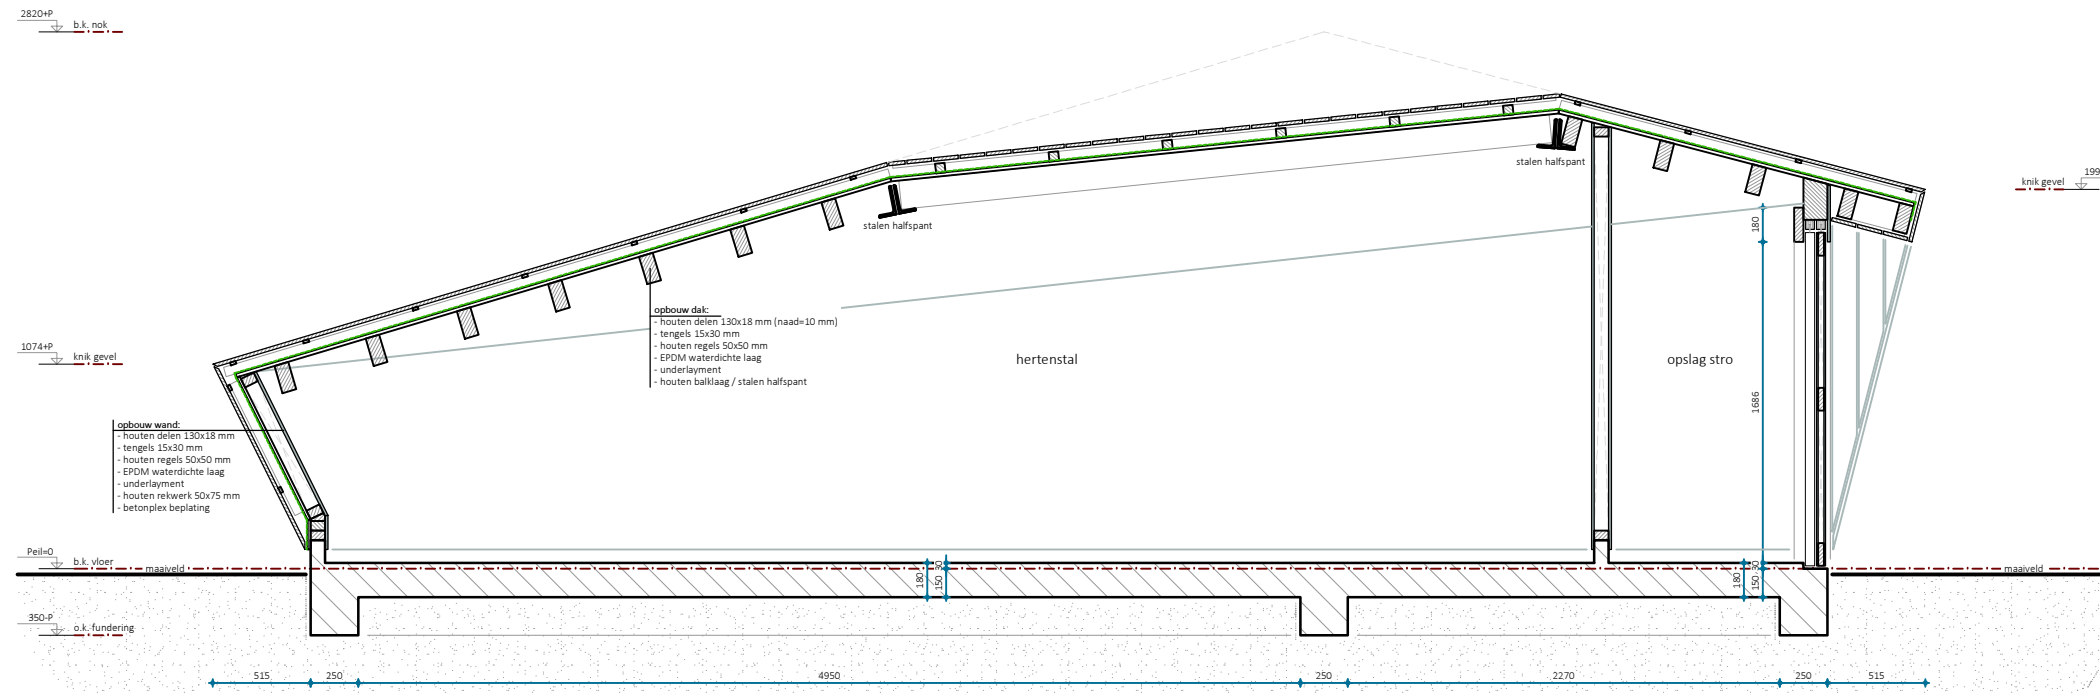 2820+P
b.k. nok
stalen halfspant
knik gevel
199
stalen halfspant
180
opbouw dak:
- houten delen 130x18 mm (naad=10 mm)
- tengels 15x30 mm
- houten regels 50x50 mm
- EPDM waterdichte laag
- underlayment
- houten balklaag / stalen halfspant
1074+P
knik gevel
hertenstal
opslag stro
1686
opbouw wand:
- houten delen 130x18 mm
- tengels 15x30 mm
- houten regels 50x50 mm
- EPDM waterdichte laag
- underlayment
- houten rekwerk 50x75 mm
- betonplex beplating
Peil=0
b.k. vloer
maaiveld
180
150 30
180
150 30
maaiveld
350-P
o.k. fundering
515 250 4950 250 2270 250 515